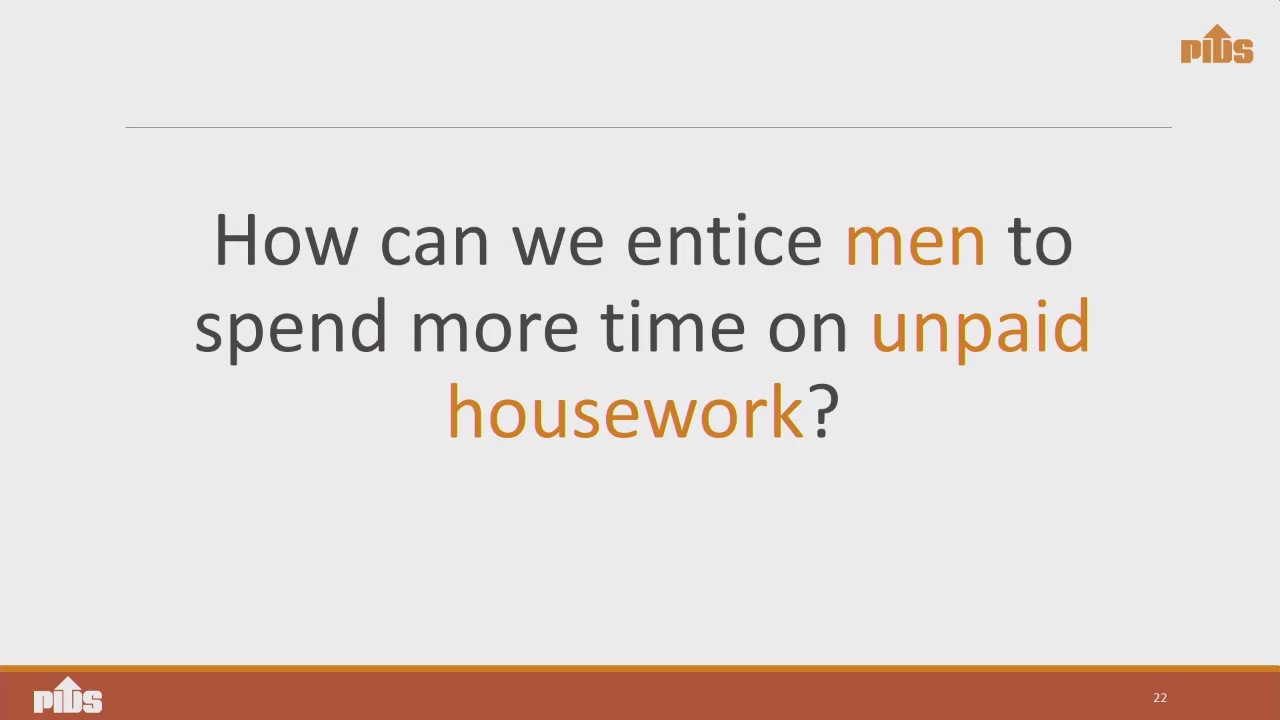 PIDS
How can we entice men to
spend more time on unpaid
housework?
PIDS
22